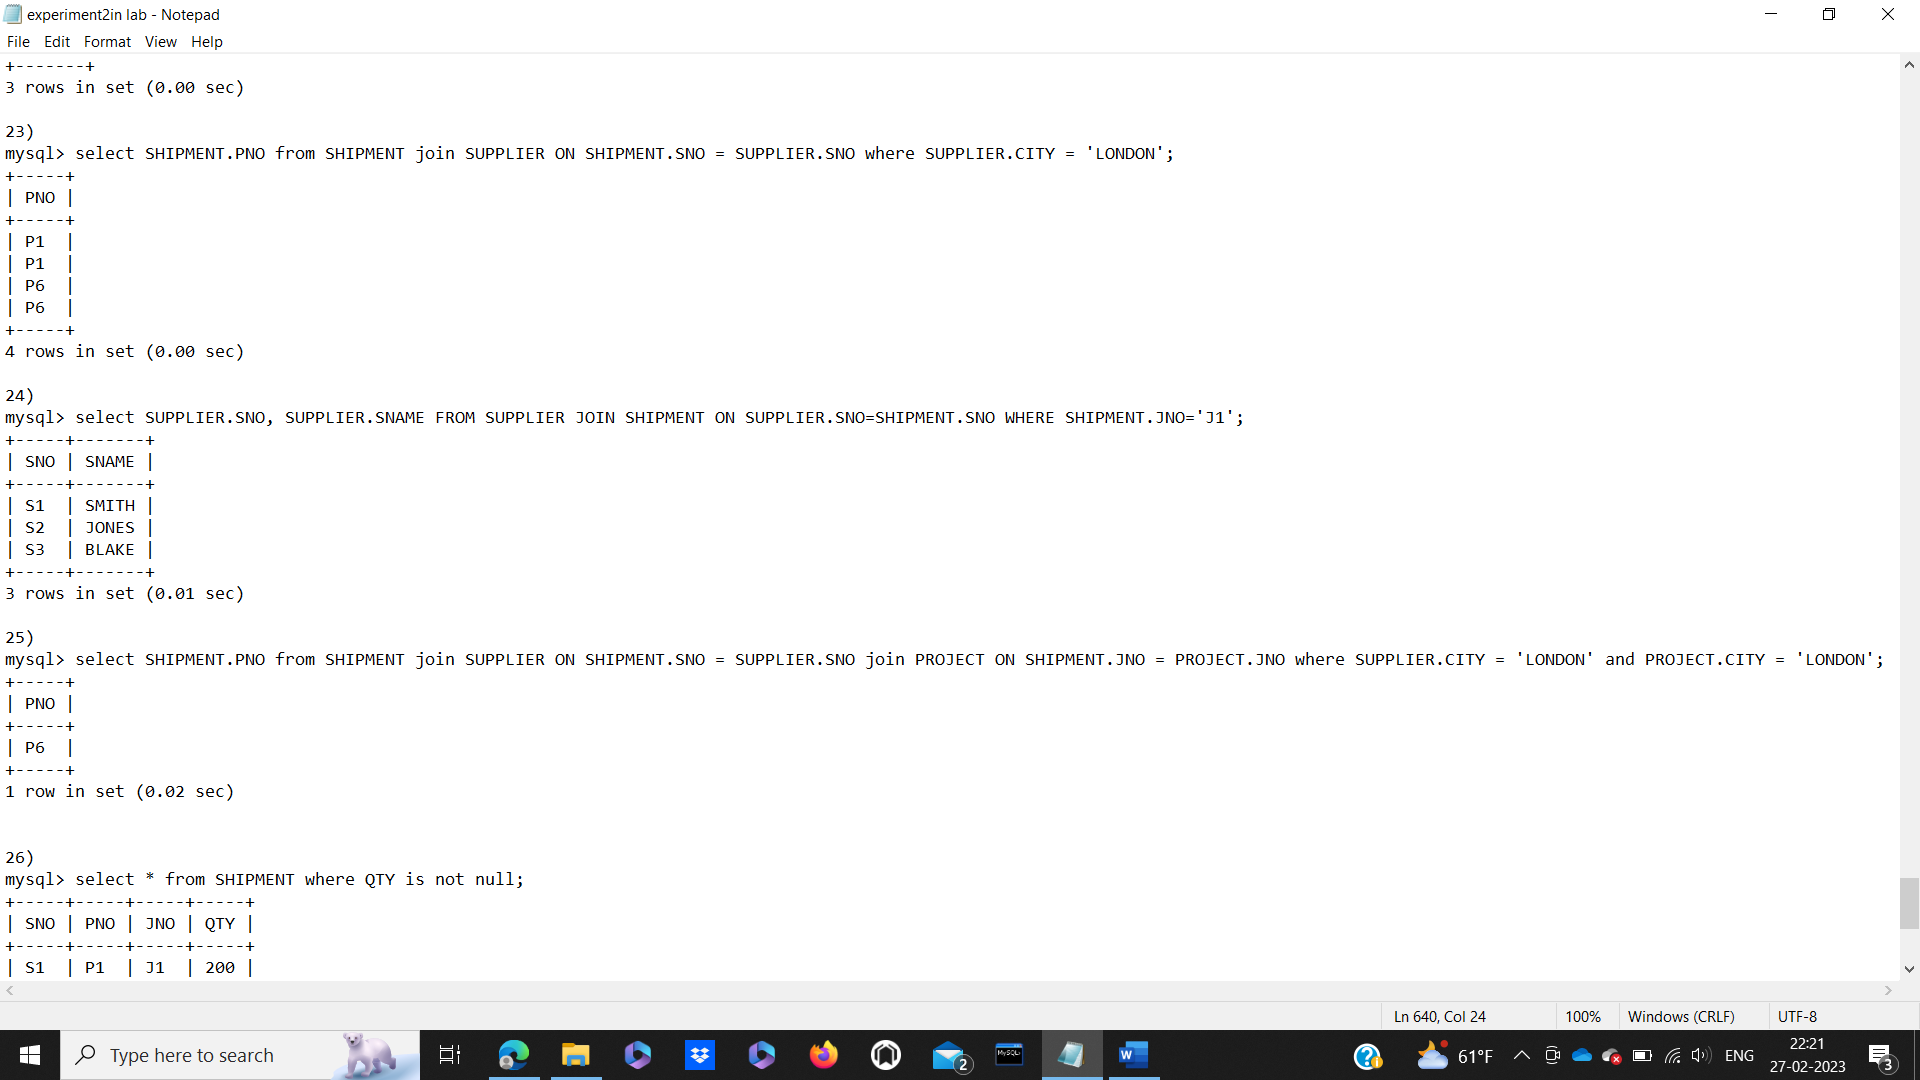 experiment2in lab - Notepad
File Edit Format View Help
+-------+
3 rows in set (0.00 sec)
23)
mysql> select SHIPMENT.PNO from SHIPMENT join SUPPLIER ON SHIPMENT.SNO = SUPPLIER.SNO where SUPPLIER.CITY = 'LONDON';
+-----+
| PNO |
+-----+
| P1  |
| P1  |
| P6  |
| P6  |
+-----+
4 rows in set (0.00 sec)
24)
mysql> select SUPPLIER.SNO, SUPPLIER.SNAME FROM SUPPLIER JOIN SHIPMENT ON SUPPLIER.SNO=SHIPMENT.SNO WHERE SHIPMENT.JNO='J1';
+-----+-------+
| SNO | SNAME |
+-----+-------+
| S1  | SMITH |
| S2  | JONES |
| S3  | BLAKE |
+-----+-------+
3 rows in set (0.01 sec)
25)
mysql> select SHIPMENT.PNO from SHIPMENT join SUPPLIER ON SHIPMENT.SNO = SUPPLIER.SNO join PROJECT ON SHIPMENT.JNO = PROJECT.JNO where SUPPLIER.CITY = 'LONDON' and PROJECT.CITY = 'LONDON';
+-----+
| PNO |
+-----+
| P6  |
+-----+
1 row in set (0.02 sec)
26)
mysql> select * from SHIPMENT where QTY is not null;
+-----+-----+-----+-----+
| SNO | PNO | JNO | QTY |
+-----+-----+-----+-----+
| S1  | P1  | J1  | 200 |
Ln 640, Col 24 100% Windows (CRLF) UTF-8
Type here to search 2 MySQL W 61°F ENG 22:21
27-02-2023 3